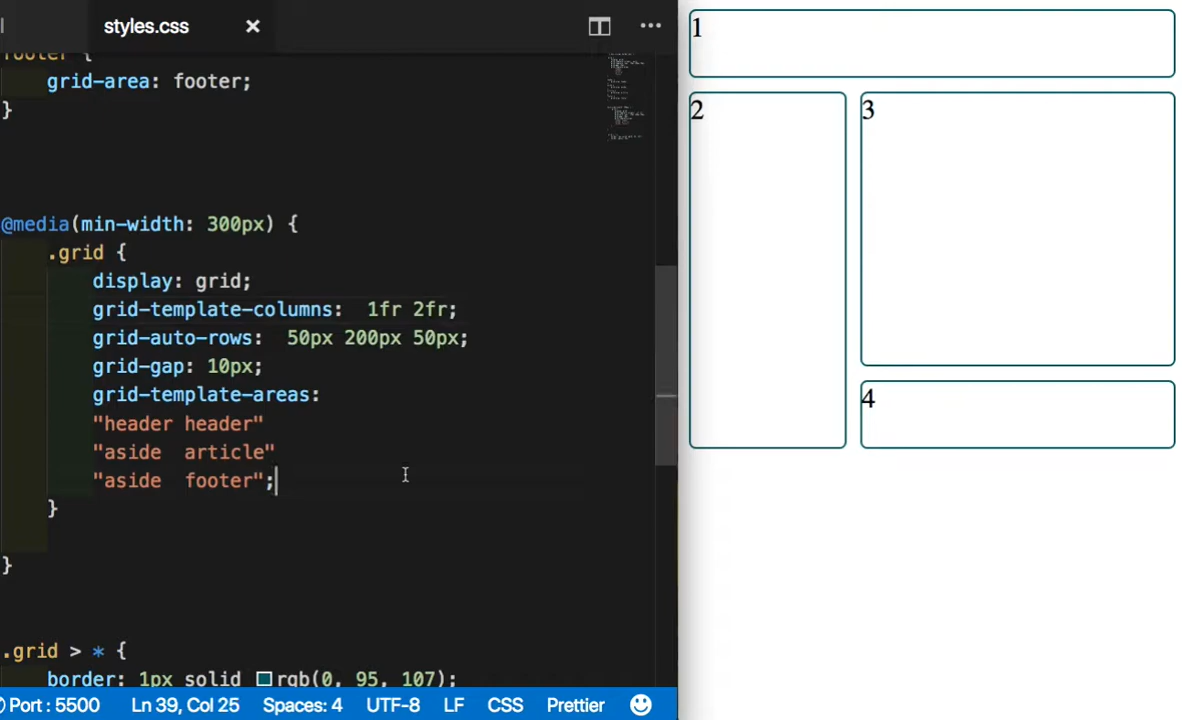 styles.css
footer {
grid-area: footer;
}
@media(min-width: 300px) {
.grid {
display: grid;
grid-template-columns:  1fr 2fr;
grid-auto-rows:  50px 200px 50px;
grid-gap: 10px;
grid-template-areas:
"header header"
"aside  article"
"aside  footer";
}
}
.grid > * {
border: 1px solid rgb(0, 95, 107);
Port : 5500 Ln 39, Col 25 Spaces: 4 UTF-8 LF CSS Prettier
1
2
3
4